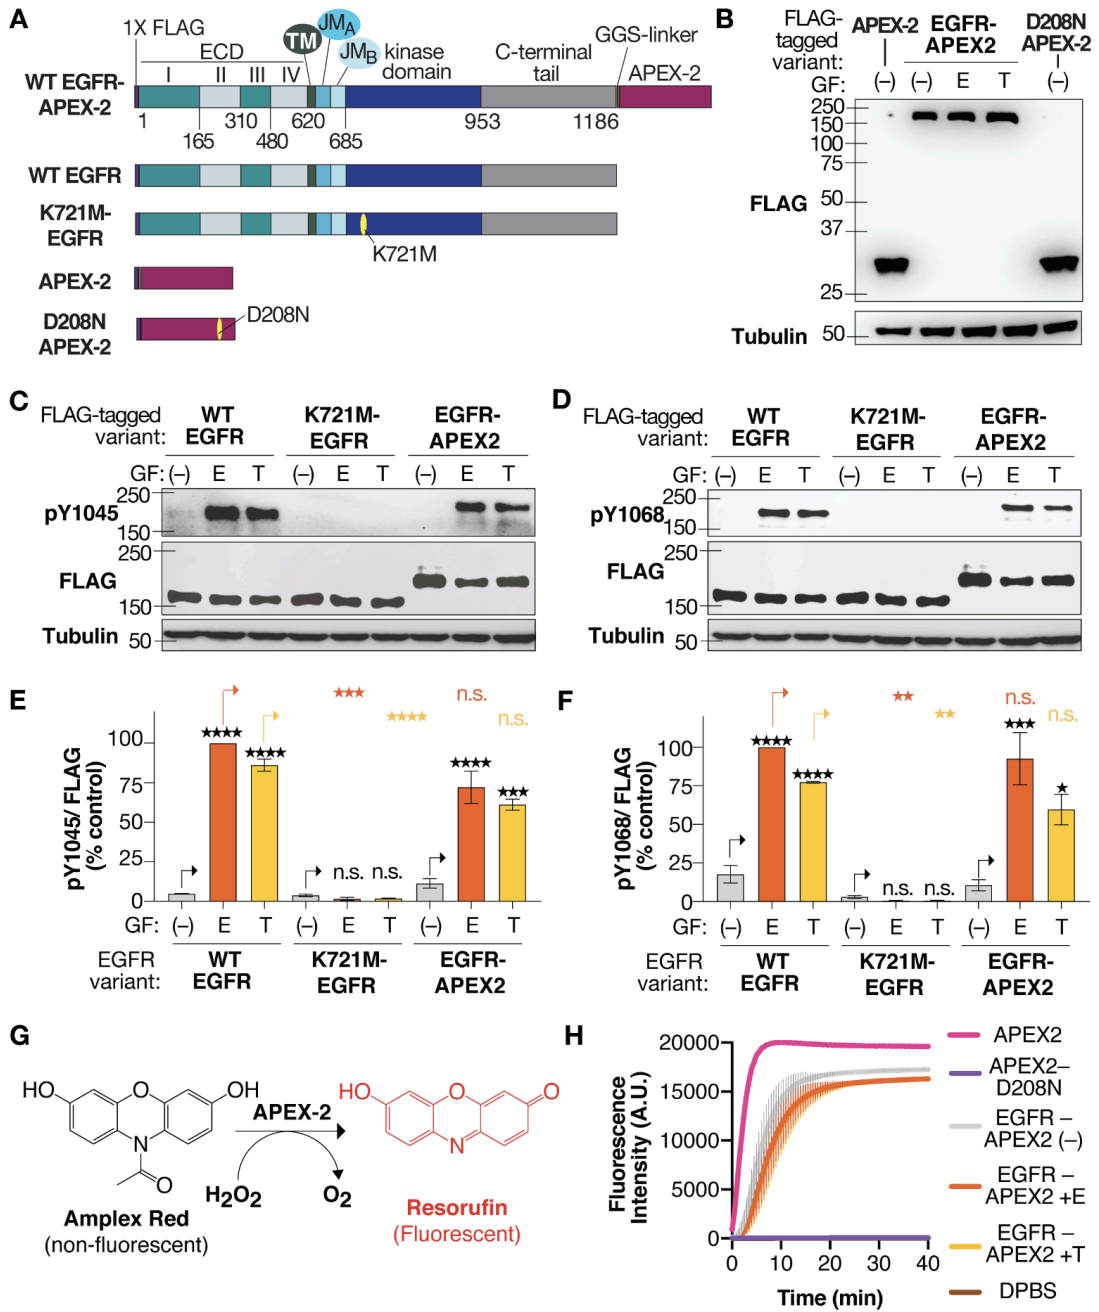 A
1X FLAG
ECD
I II III IV
TM
JMA
JMB
kinase
domain
C-terminal
tail
GGS-linker
APEX-2
WT EGFR-
APEX-2
1 165 310 480 620 685 953 1186
WT EGFR
K721M-
EGFR
K721M
APEX-2
D208N
APEX-2
D208N
B
FLAG-
tagged
variant:
APEX-2
EGFR-
APEX2
D208N
APEX-2
GF: (–) (–) E T (–)
250
150
100
75
50
37
25
FLAG
Tubulin
50
C
FLAG-tagged
variant:
WT
EGFR
K721M-
EGFR
EGFR-
APEX2
GF: (–) E T (–) E T (–) E T
pY1045
250
150
FLAG
250
150
Tubulin
50
D
FLAG-tagged
variant:
WT
EGFR
K721M-
EGFR
EGFR-
APEX2
GF: (–) E T (–) E T (–) E T
pY1068
250
150
FLAG
250
150
Tubulin
50
E
pY1045/ FLAG
(% control)
100
75
50
25
0
★★★★
★★★★
★★★
★★★★
n.s.
n.s.
n.s. n.s.
★★★★
★★★
GF: (–) E T (–) E T (–) E T
EGFR
variant:
WT
EGFR
K721M-
EGFR
EGFR-
APEX2
F
pY1068/ FLAG
(% control)
100
75
50
25
0
★★★★
★★★★
★★
★★
n.s.
n.s.
n.s. n.s.
★★★
★
GF: (–) E T (–) E T (–) E T
EGFR
variant:
WT
EGFR
K721M-
EGFR
EGFR-
APEX2
G
HO O OH
N
O
Amplex Red
(non-fluorescent)
APEX-2
H2O2 O2
HO O O
N
Resorufin
(Fluorescent)
H
Fluorescence
Intensity (A.U.)
20000
15000
10000
5000
0
0 10 20 30 40
Time (min)
APEX2
APEX2–
D208N
EGFR –
APEX2 (–)
EGFR –
APEX2 +E
EGFR –
APEX2 +T
DPBS